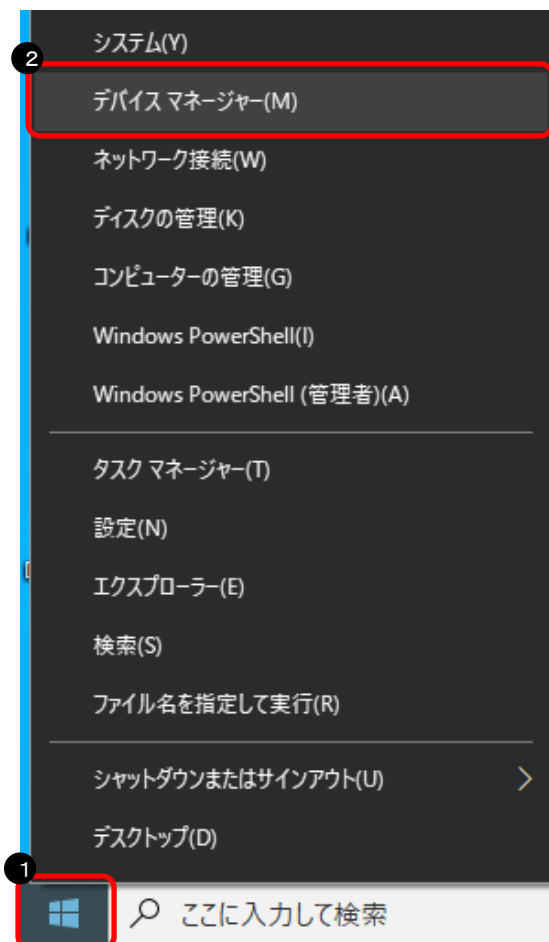 システム(Y)
2
デバイス マネージャー(M)
ネットワーク接続(W)
ディスクの管理(K)
コンピューターの管理(G)
Windows PowerShell(I)
Windows PowerShell (管理者)(A)
タスク マネージャー(T)
設定(N)
エクスプローラー(E)
検索(S)
ファイル名を指定して実行(R)
シャットダウンまたはサインアウト(U)
デスクトップ(D)
1
ここに入力して検索